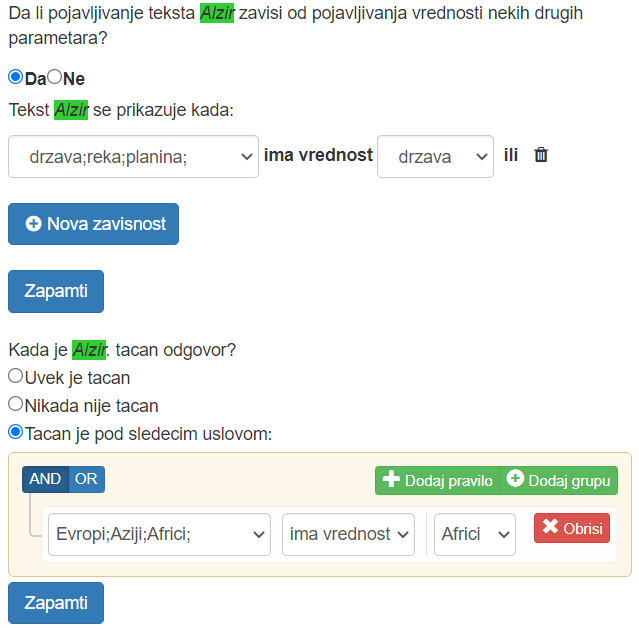 Da li pojavljivanje teksta Alzir zavisi od pojavljivanja vrednosti nekih drugih
parametara?
Da Ne
Tekst Alzir se prikazuje kada:
drzava;reka;planina; ima vrednost drzava ili
Nova zavisnost
Zapamti
Kada je Alzir. tacan odgovor?
Uvek je tacan
Nikada nije tacan
Tacan je pod sledecim uslovom:
AND OR Dodaj pravilo Dodaj grupu
Evropi;Aziji;Africi; ima vrednost Africi Obrisi
Zapamti